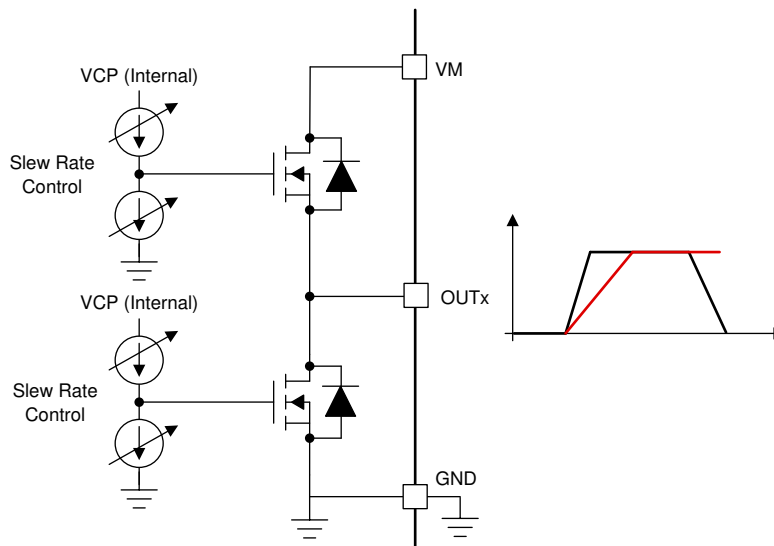 VM
VCP (Internal)
Slew Rate
Control
OUTx
VCP (Internal)
Slew Rate
Control
GND